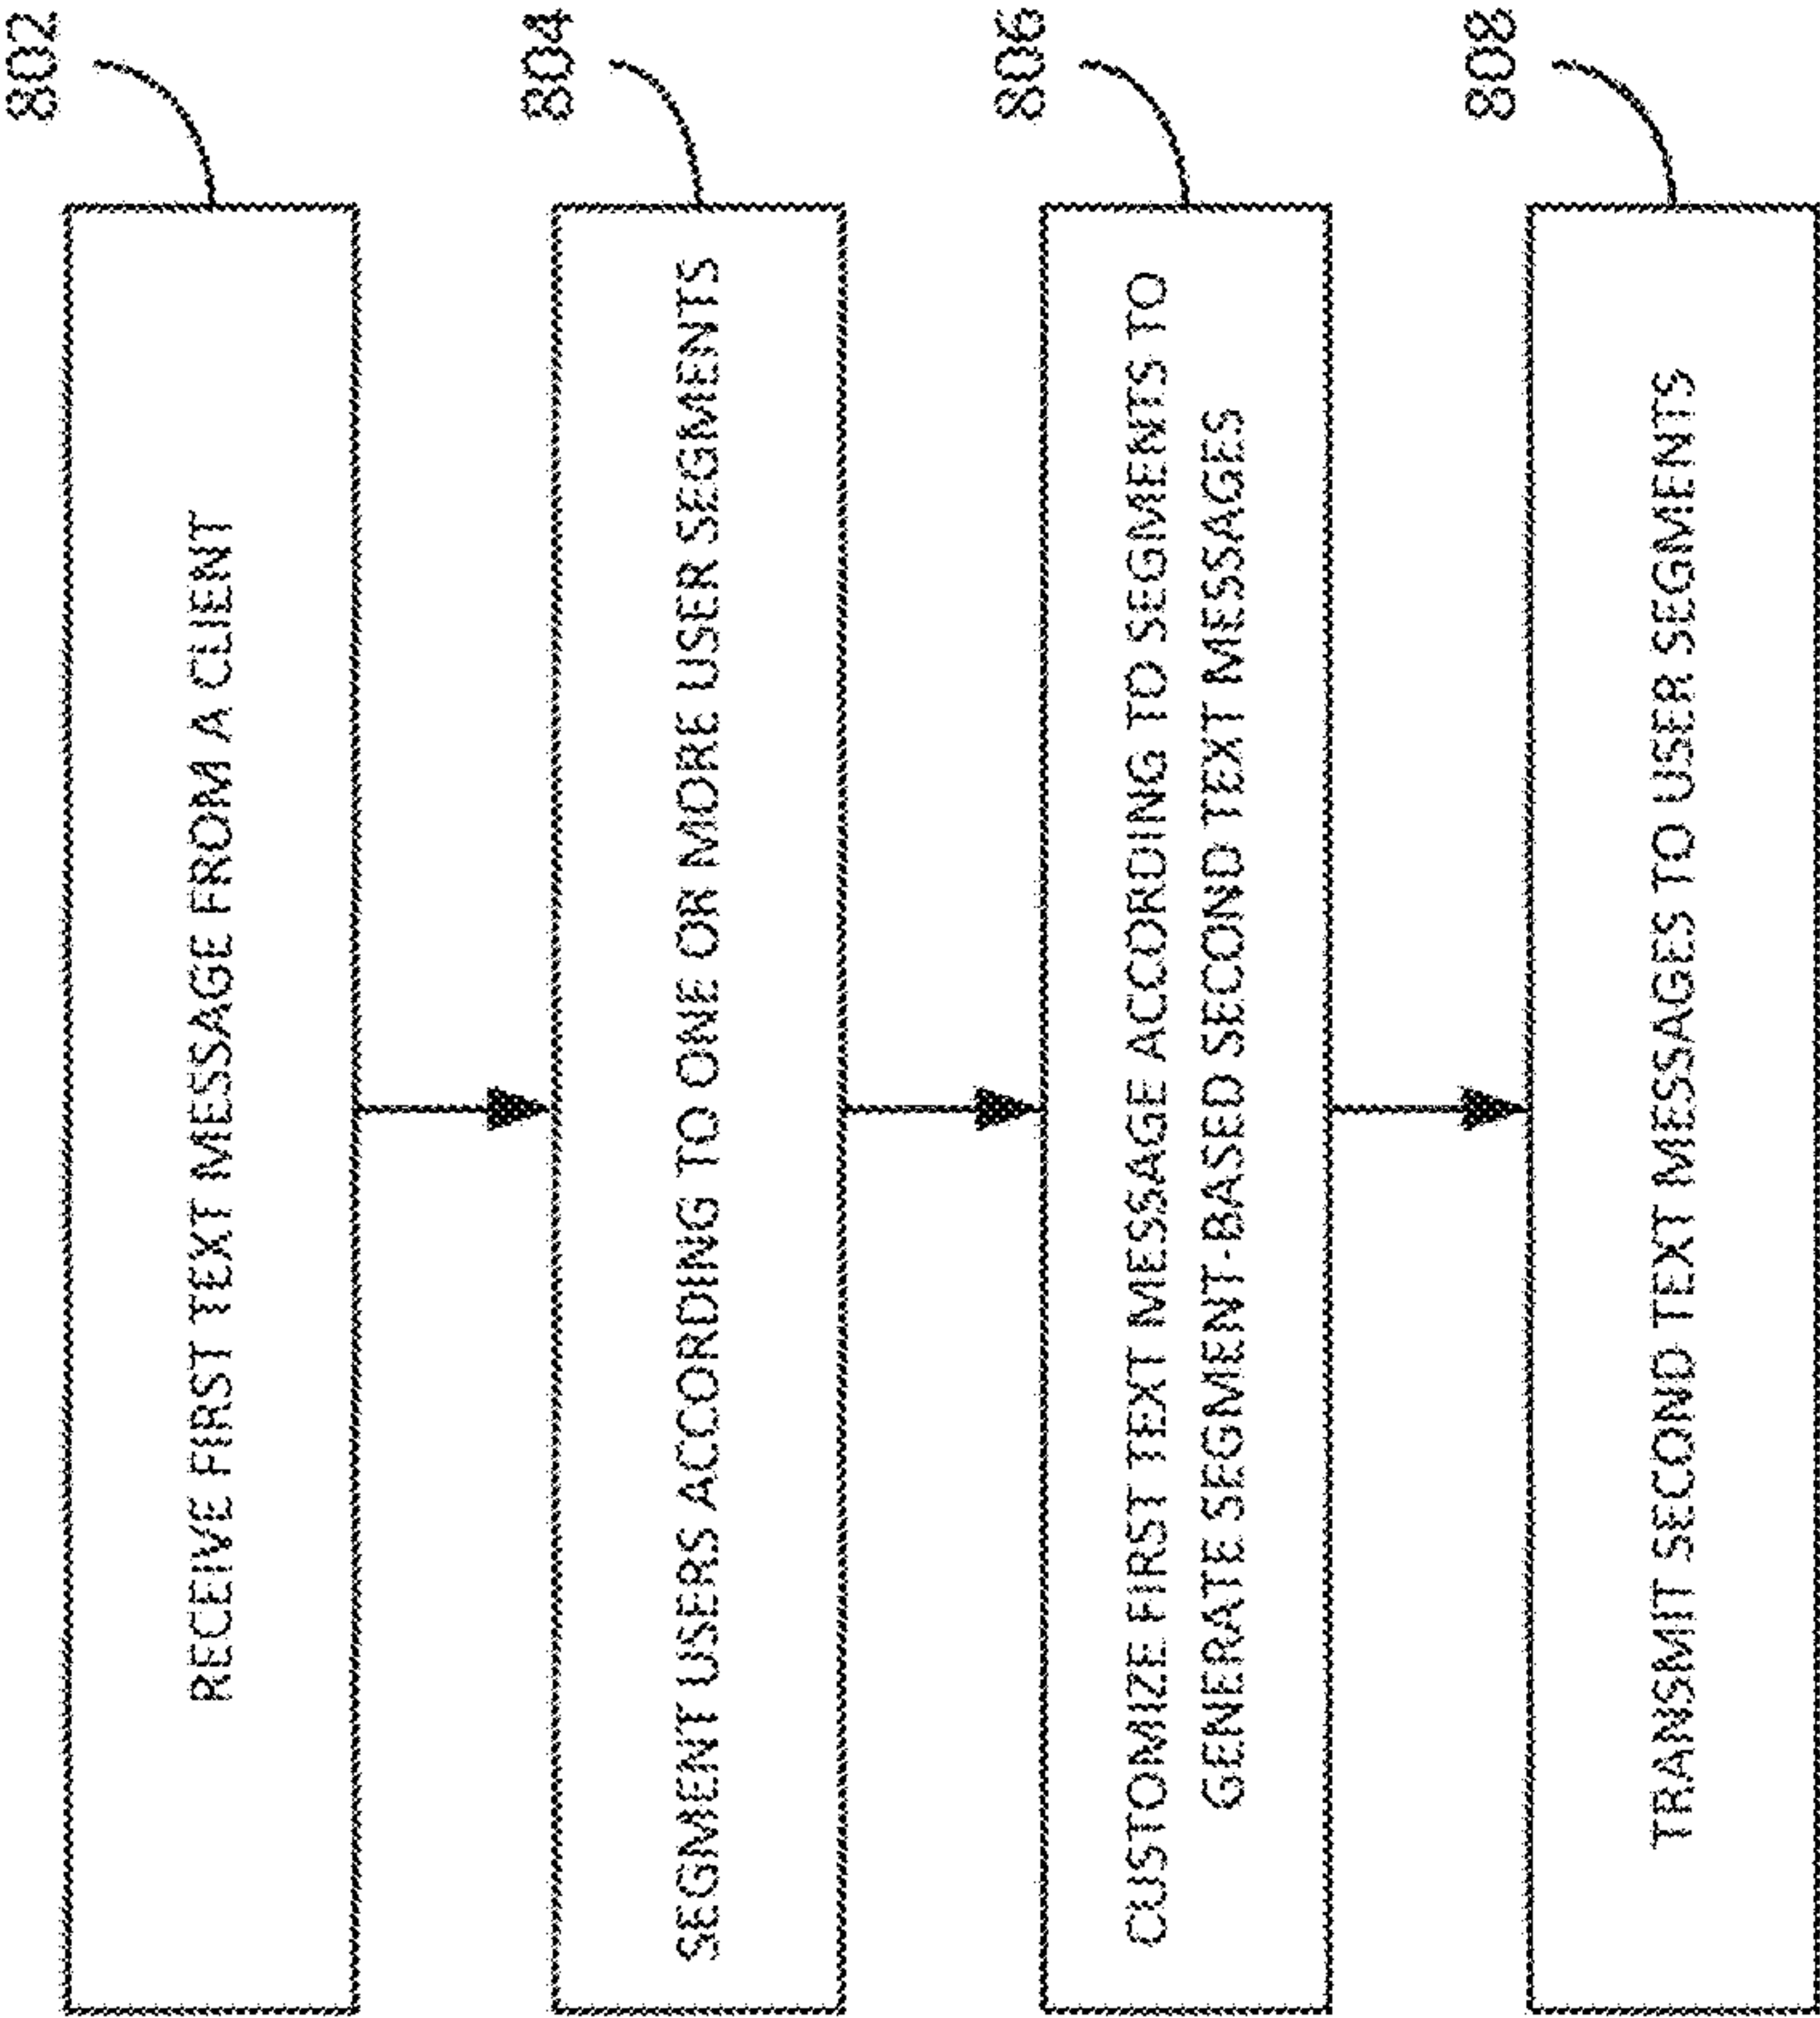 802
RECEIVE FIRST TEXT MESSAGE FROM A CLIENT
804
SEGMENT USERS ACCORDING TO ONE OR MORE USER SEGMENTS
806
CUSTOMIZE FIRST TEXT MESSAGE ACCORDING TO SEGMENTS TO
GENERATE SEGMENT-BASED SECOND TEXT MESSAGES
808
TRANSMIT SECOND TEXT MESSAGES TO USER SEGMENTS